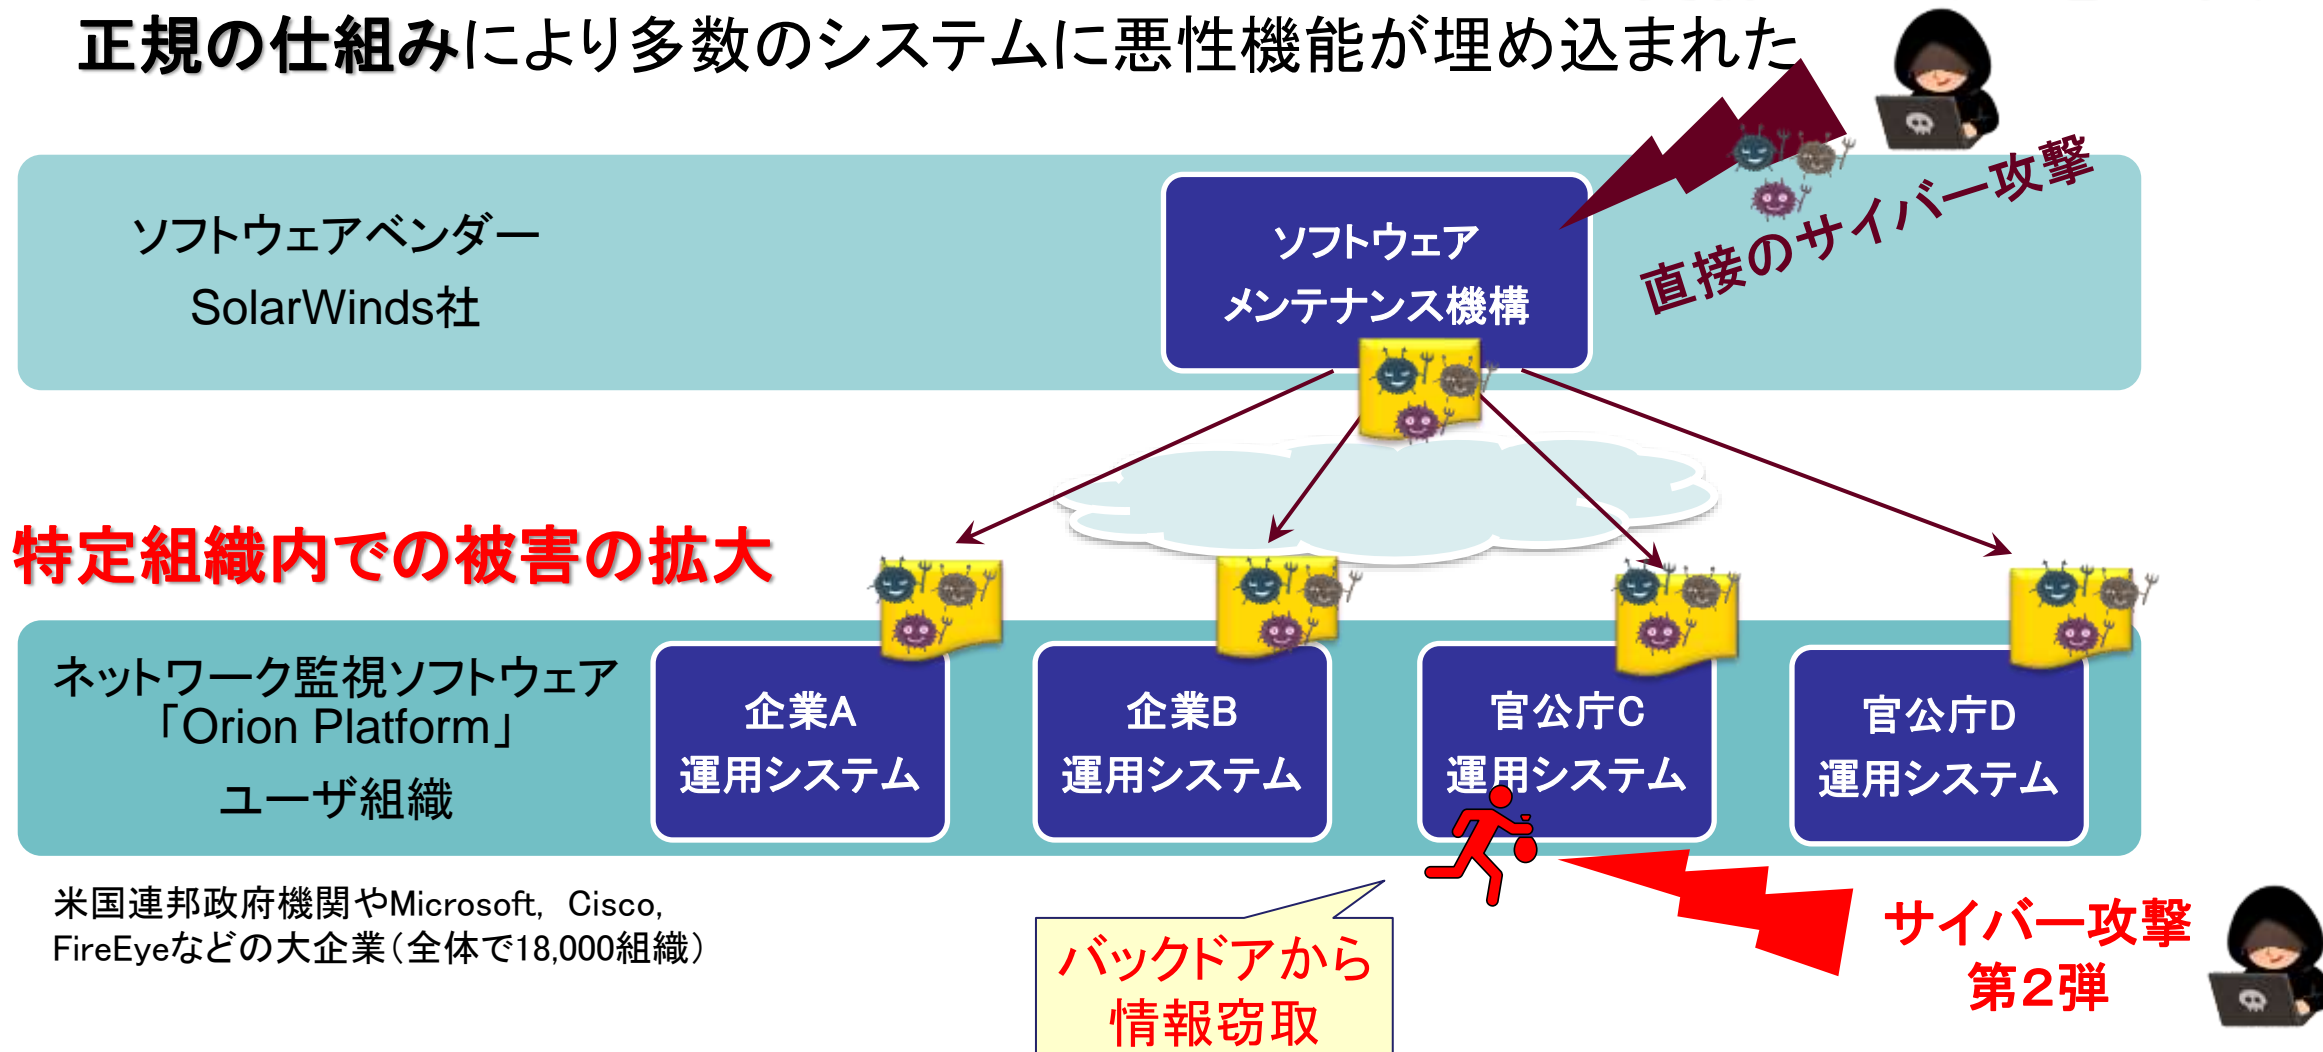 正規の仕組みにより多数のシステムに悪性機能が埋め込まれた
直接のサイバー攻撃
ソフトウェアベンダー
SolarWinds社
ソフトウェア
メンテナンス機構
特定組織内での被害の拡大
ネットワーク監視ソフトウェア
「Orion Platform」
ユーザ組織
企業A
運用システム
企業B
運用システム
官公庁C
運用システム
官公庁D
運用システム
米国連邦政府機関やMicrosoft, Cisco,
FireEyeなどの大企業（全体で18,000組織）
バックドアから
情報窃取
サイバー攻撃
第2弾